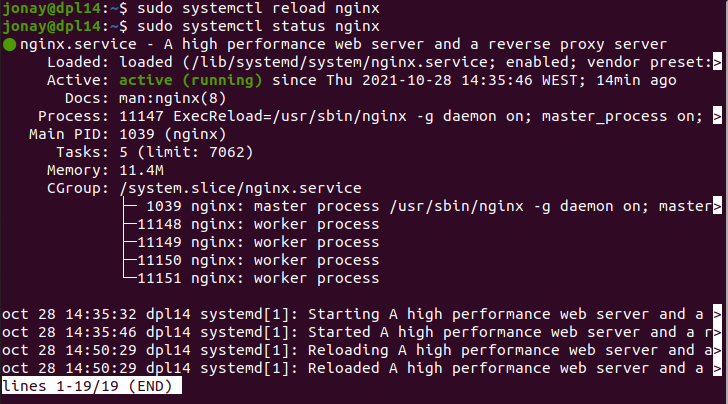 jonay@dpl14:~$ sudo systemctl reload nginx
jonay@dpl14:~$ sudo systemctl status nginx
● nginx.service - A high performance web server and a reverse proxy server
     Loaded: loaded (/lib/systemd/system/nginx.service; enabled; vendor preset:>
     Active: active (running) since Thu 2021-10-28 14:35:46 WEST; 14min ago
       Docs: man:nginx(8)
    Process: 11147 ExecReload=/usr/sbin/nginx -g daemon on; master_process on; >
   Main PID: 1039 (nginx)
      Tasks: 5 (limit: 7062)
     Memory: 11.4M
     CGroup: /system.slice/nginx.service
             ├─ 1039 nginx: master process /usr/sbin/nginx -g daemon on; master>
             ├─11148 nginx: worker process
             ├─11149 nginx: worker process
             ├─11150 nginx: worker process
             └─11151 nginx: worker process
oct 28 14:35:32 dpl14 systemd[1]: Starting A high performance web server and a >
oct 28 14:35:46 dpl14 systemd[1]: Started A high performance web server and a r>
oct 28 14:50:29 dpl14 systemd[1]: Reloading A high performance web server and a>
oct 28 14:50:29 dpl14 systemd[1]: Reloaded A high performance web server and a >
lines 1-19/19 (END)